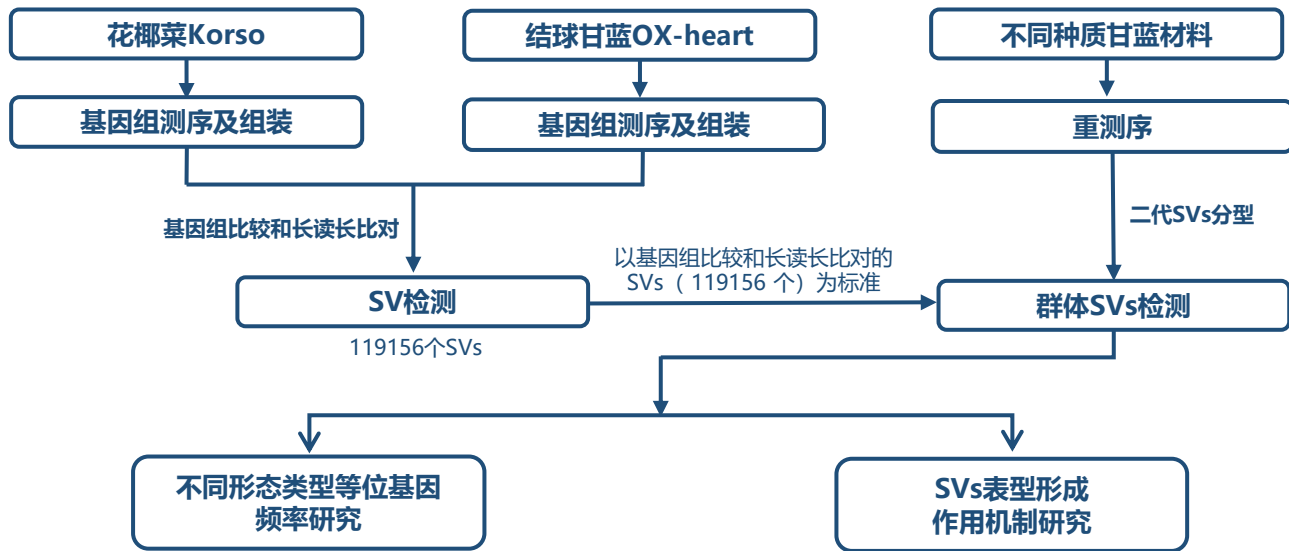 花椰菜Korso
结球甘蓝OX-heart
不同种质甘蓝材料
基因组测序及组装
基因组测序及组装
重测序
基因组比较和长读长比对
二代SVs分型
以基因组比较和长读长比对的
SVs（ 119156 个）为标准
SV检测
群体SVs检测
119156个SVs
不同形态类型等位基因
频率研究
SVs表型形成
作用机制研究